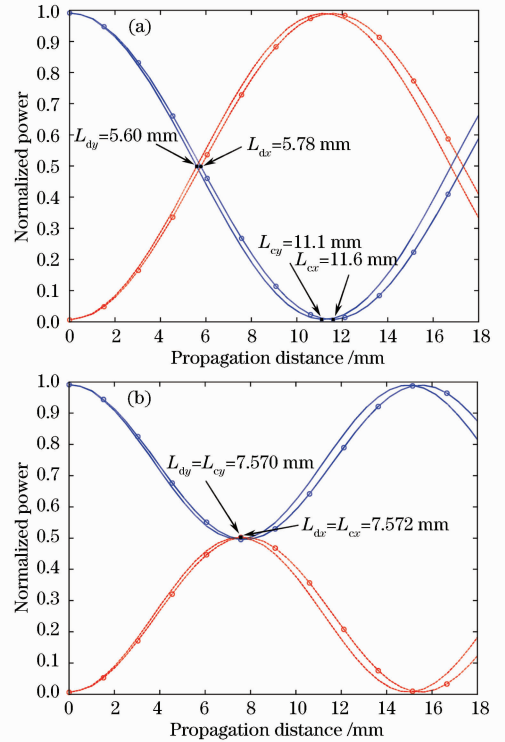 (a)
1.0
0.9
0.8
0.7
0.6
0.5
0.4
0.3
0.2
0.1
0.0
Normalized power
Ldy=5.60 mm
Ldx=5.78 mm
Lcy=11.1 mm
Lcx=11.6 mm
0 2 4 6 8 10 12 14 16 18
Propagation distance /mm
(b)
1.0
0.9
0.8
0.7
0.6
0.5
0.4
0.3
0.2
0.1
0.0
Normalized power
Ldy=Lcy=7.570 mm
Ldx=Lcx=7.572 mm
0 2 4 6 8 10 12 14 16 18
Propagation distance /mm